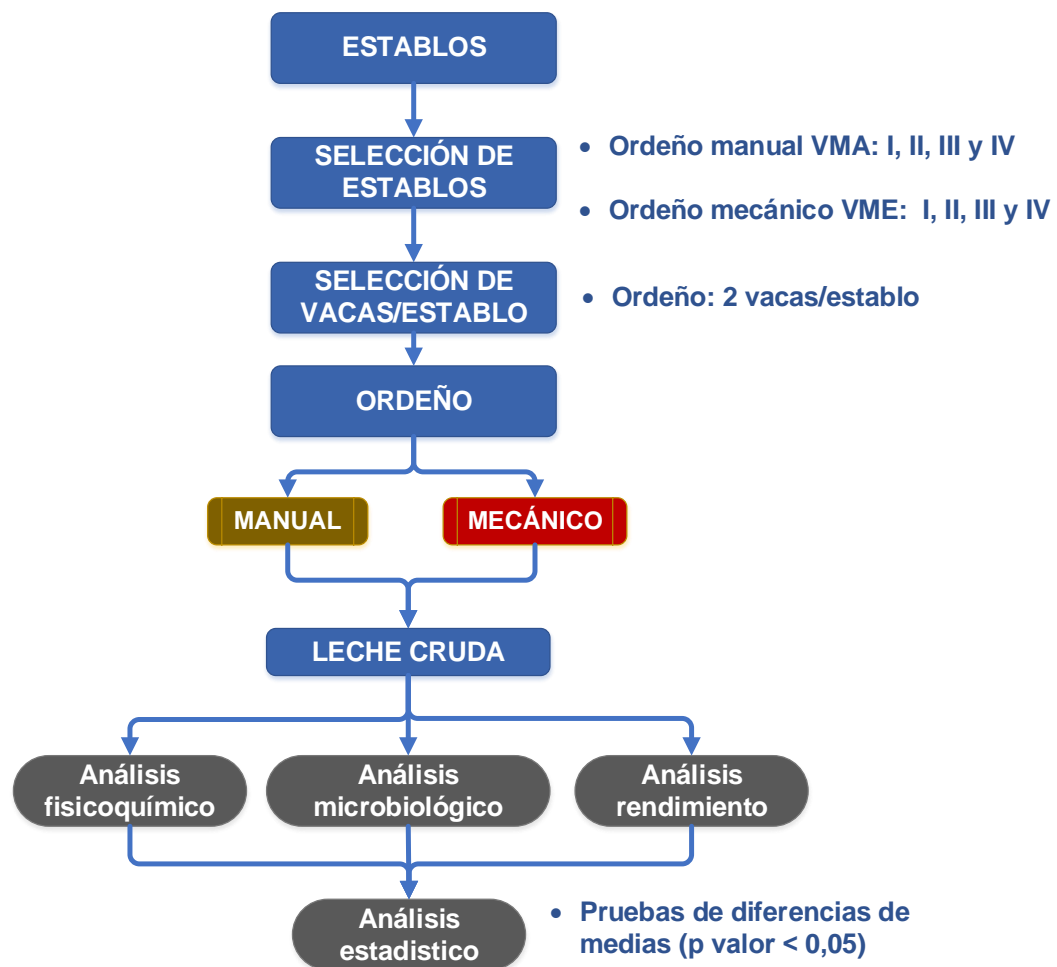 ESTABLOS
SELECCIÓN DE
ESTABLOS
• Ordeño manual VMA: I, II, III y IV
• Ordeño mecánico VME:  I, II, III y IV
SELECCIÓN DE
VACAS/ESTABLO
• Ordeño: 2 vacas/establo
ORDEÑO
MANUAL
MECÁNICO
LECHE CRUDA
Análisis
fisicoquímico
Análisis
microbiológico
Análisis
rendimiento
Análisis
estadistico
• Pruebas de diferencias de
medias (p valor < 0,05)